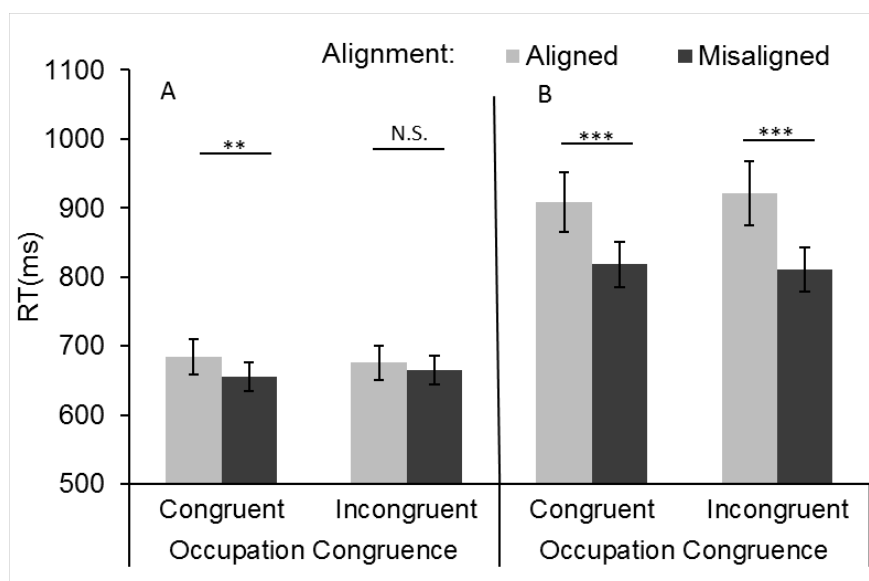 Alignment: Aligned Misaligned
1100
1000
900
800
700
600
500
RT(ms)
A
**
N.S.
B
***
***
Congruent Incongruent Congruent Incongruent
Occupation Congruence Occupation Congruence